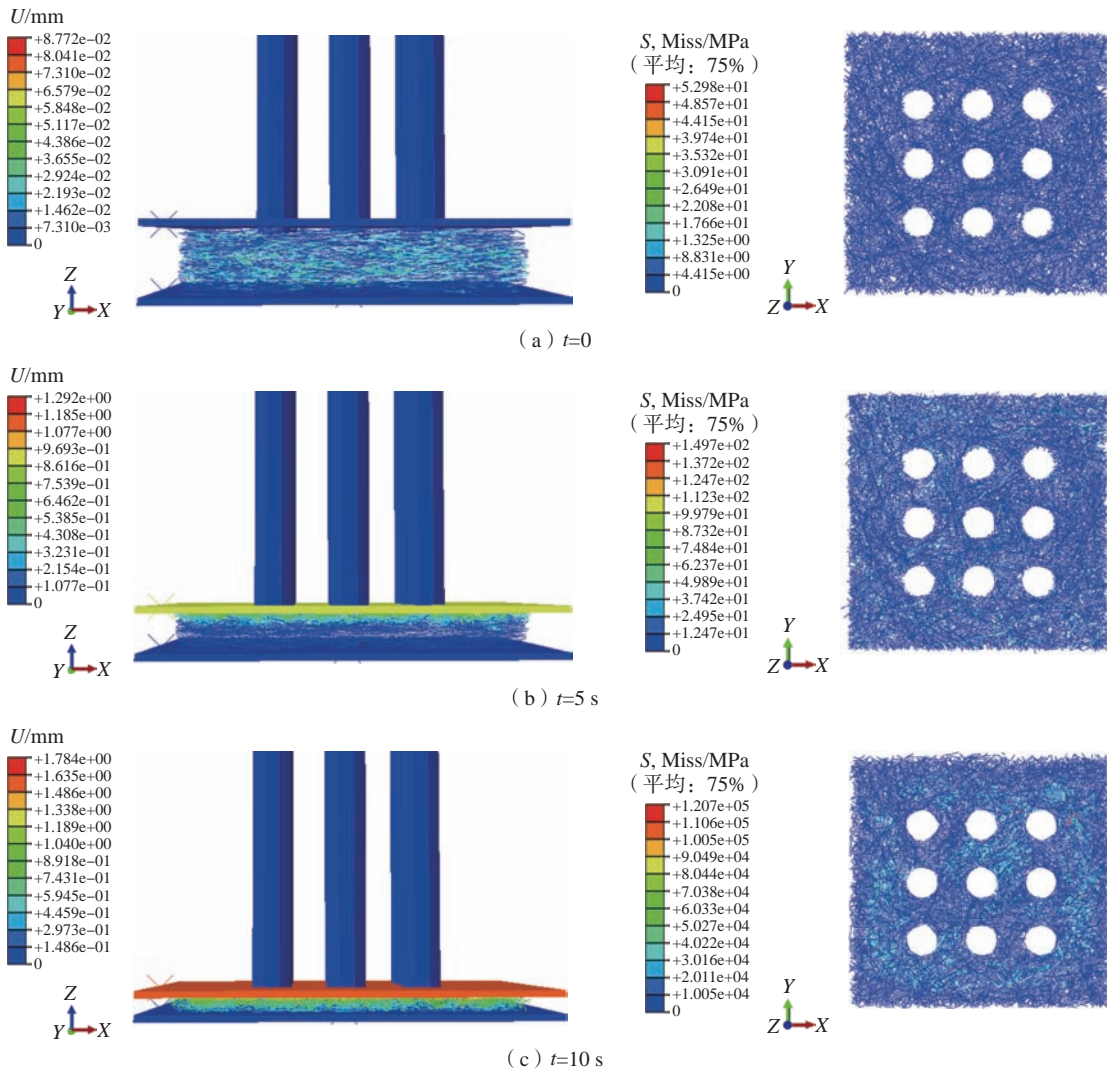 U/mm
+8.772e−02
+8.041e−02
+7.310e−02
+6.579e−02
+5.848e−02
+5.117e−02
+4.386e−02
+3.655e−02
+2.924e−02
+2.193e−02
+1.462e−02
+7.310e−03
0
Z
Y
X
S, Miss/MPa
（平均：75%）
+5.298e+01
+4.857e+01
+4.415e+01
+3.974e+01
+3.532e+01
+3.091e+01
+2.649e+01
+2.208e+01
+1.766e+01
+1.325e+00
+8.831e+00
+4.415e+00
0
Y
Z
X
（a）t=0
U/mm
+1.292e+00
+1.185e+00
+1.077e+00
+9.693e−01
+8.616e−01
+7.539e−01
+6.462e−01
+5.385e−01
+4.308e−01
+3.231e−01
+2.154e−01
+1.077e−01
0
Z
Y
X
S, Miss/MPa
（平均：75%）
+1.497e+02
+1.372e+02
+1.247e+02
+1.123e+02
+9.979e+01
+8.732e+01
+7.484e+01
+6.237e+01
+4.989e+01
+3.742e+01
+2.495e+01
+1.247e+01
0
Y
Z
X
（b）t=5 s
U/mm
+1.784e+00
+1.635e+00
+1.486e+00
+1.338e+00
+1.189e+00
+1.040e+00
+8.918e−01
+7.431e−01
+5.945e−01
+4.459e−01
+2.973e−01
+1.486e−01
0
Z
Y
X
S, Miss/MPa
（平均：75%）
+1.207e+05
+1.106e+05
+1.005e+05
+9.049e+04
+8.044e+04
+7.038e+04
+6.033e+04
+5.027e+04
+4.022e+04
+3.016e+04
+2.011e+04
+1.005e+04
0
Y
Z
X
（c）t=10 s